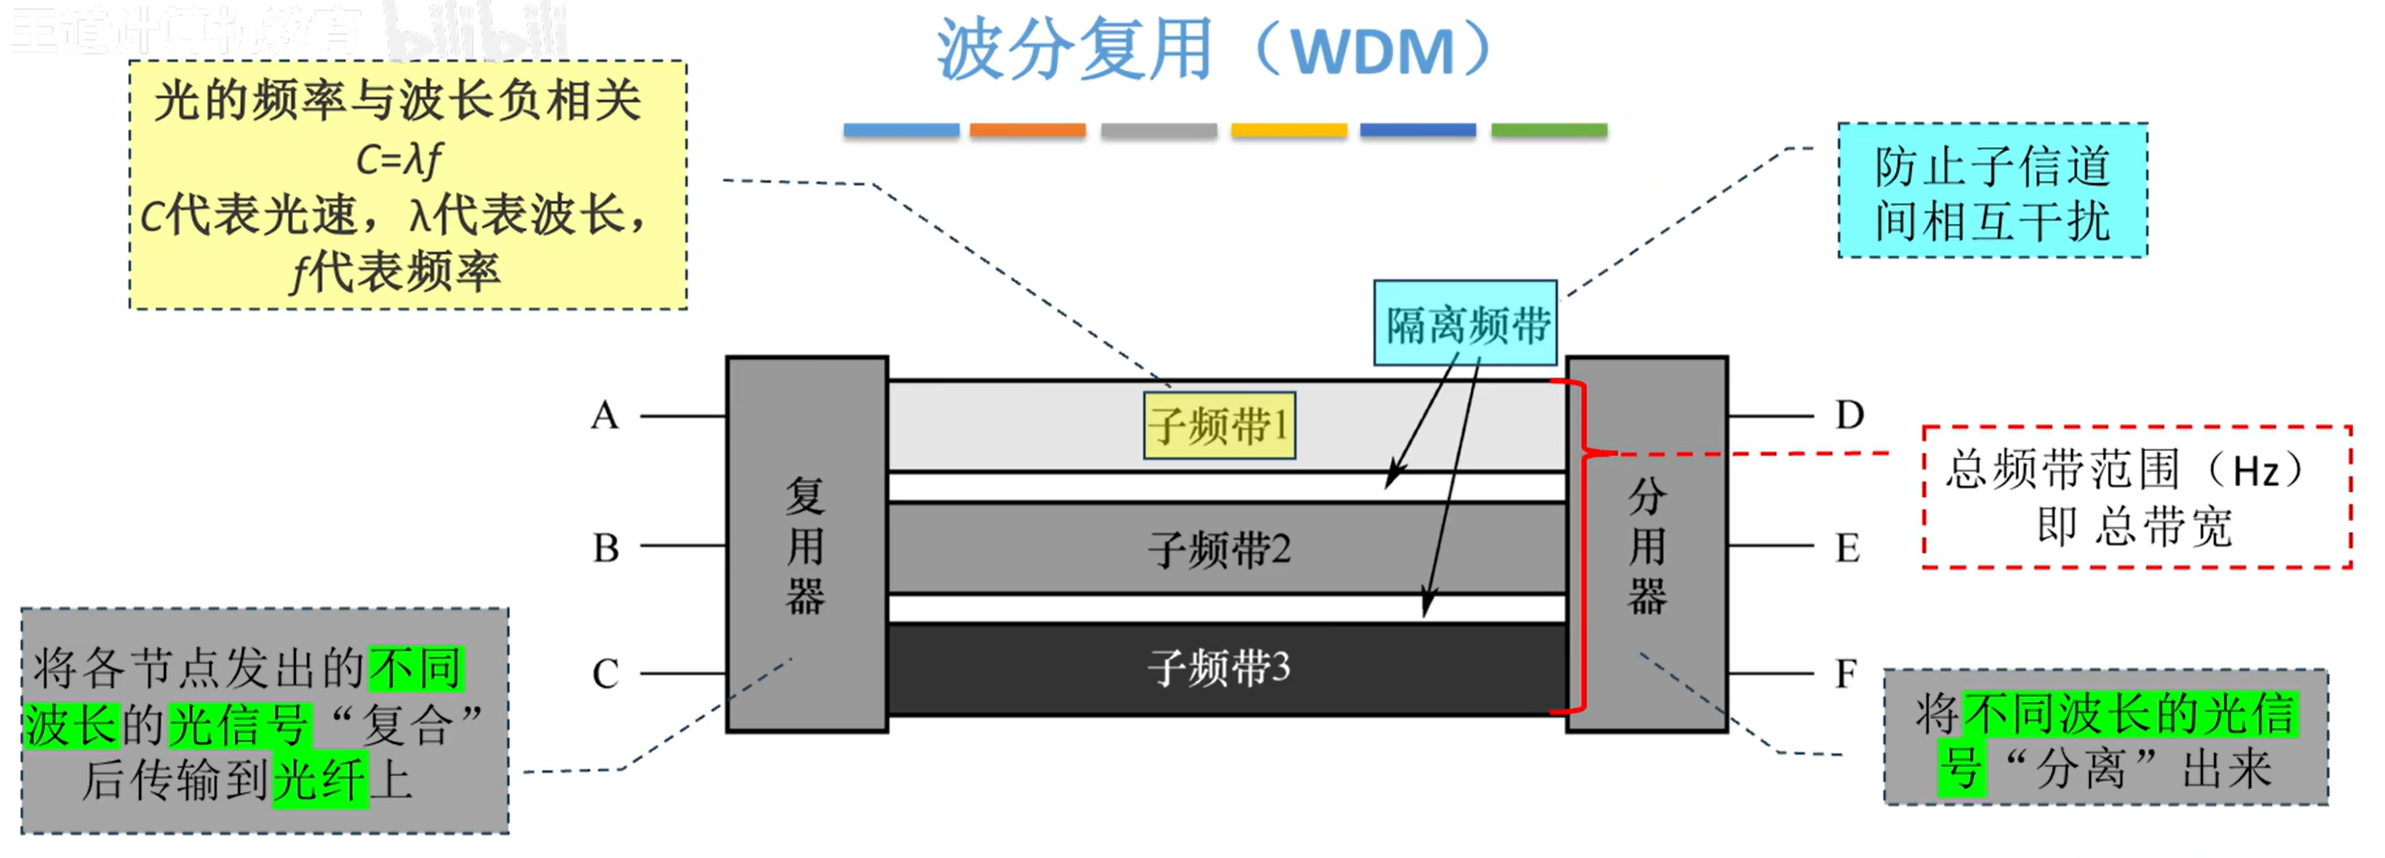 王道计算机教育
bilibili
波分复用（WDM）
光的频率与波长负相关
C=λf
C代表光速，λ代表波长，
f代表频率
防止子信道
间相互干扰
隔离频带
子频带1
子频带2
子频带3
A
B
C
复用器
分用器
D
E
F
总频带范围（Hz）
即 总带宽
将各节点发出的不同
波长的光信号“复合”
后传输到光纤上
将不同波长的光信
号“分离”出来